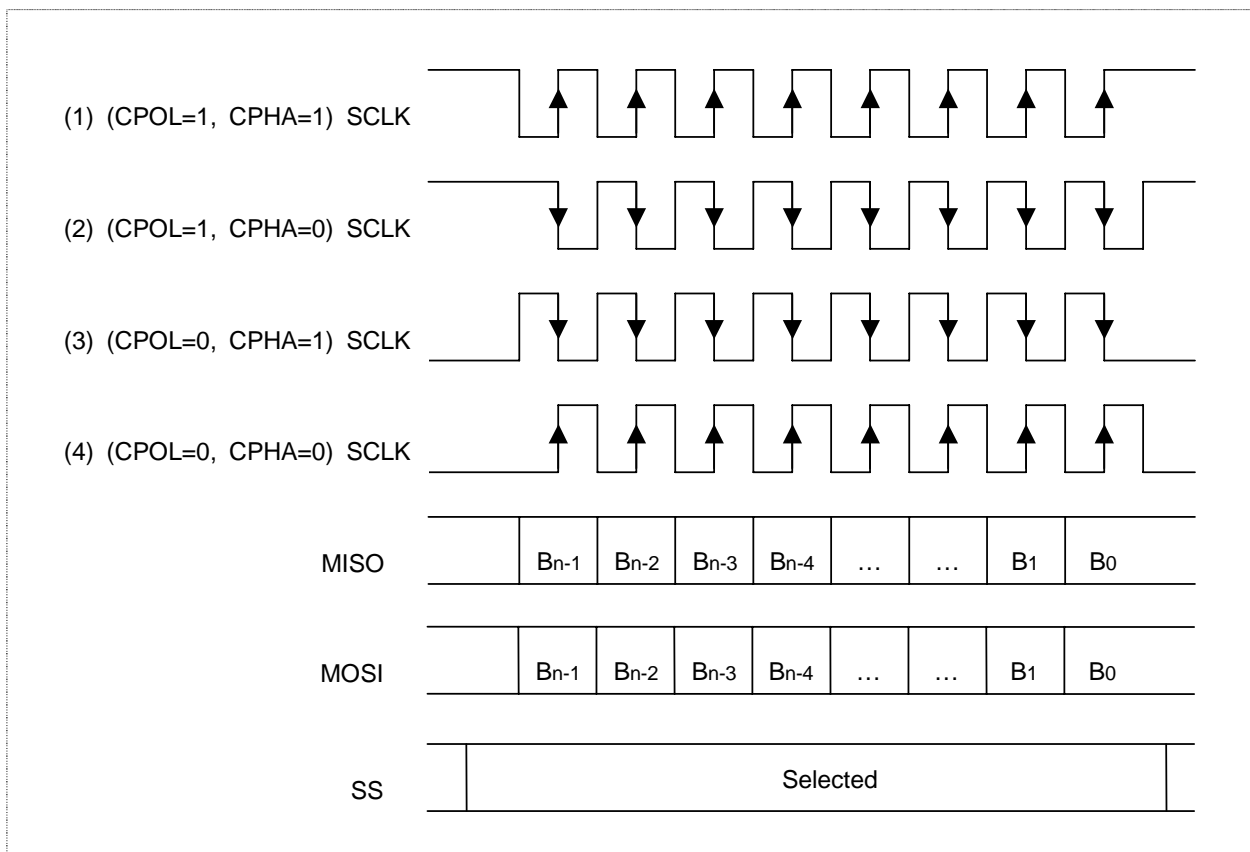 (1) (CPOL=1, CPHA=1) SCLK
(2) (CPOL=1, CPHA=0) SCLK
(3) (CPOL=0, CPHA=1) SCLK
(4) (CPOL=0, CPHA=0) SCLK
MISO Bn-1 Bn-2 Bn-3 Bn-4 … … B1 B0
MOSI Bn-1 Bn-2 Bn-3 Bn-4 … … B1 B0
SS Selected